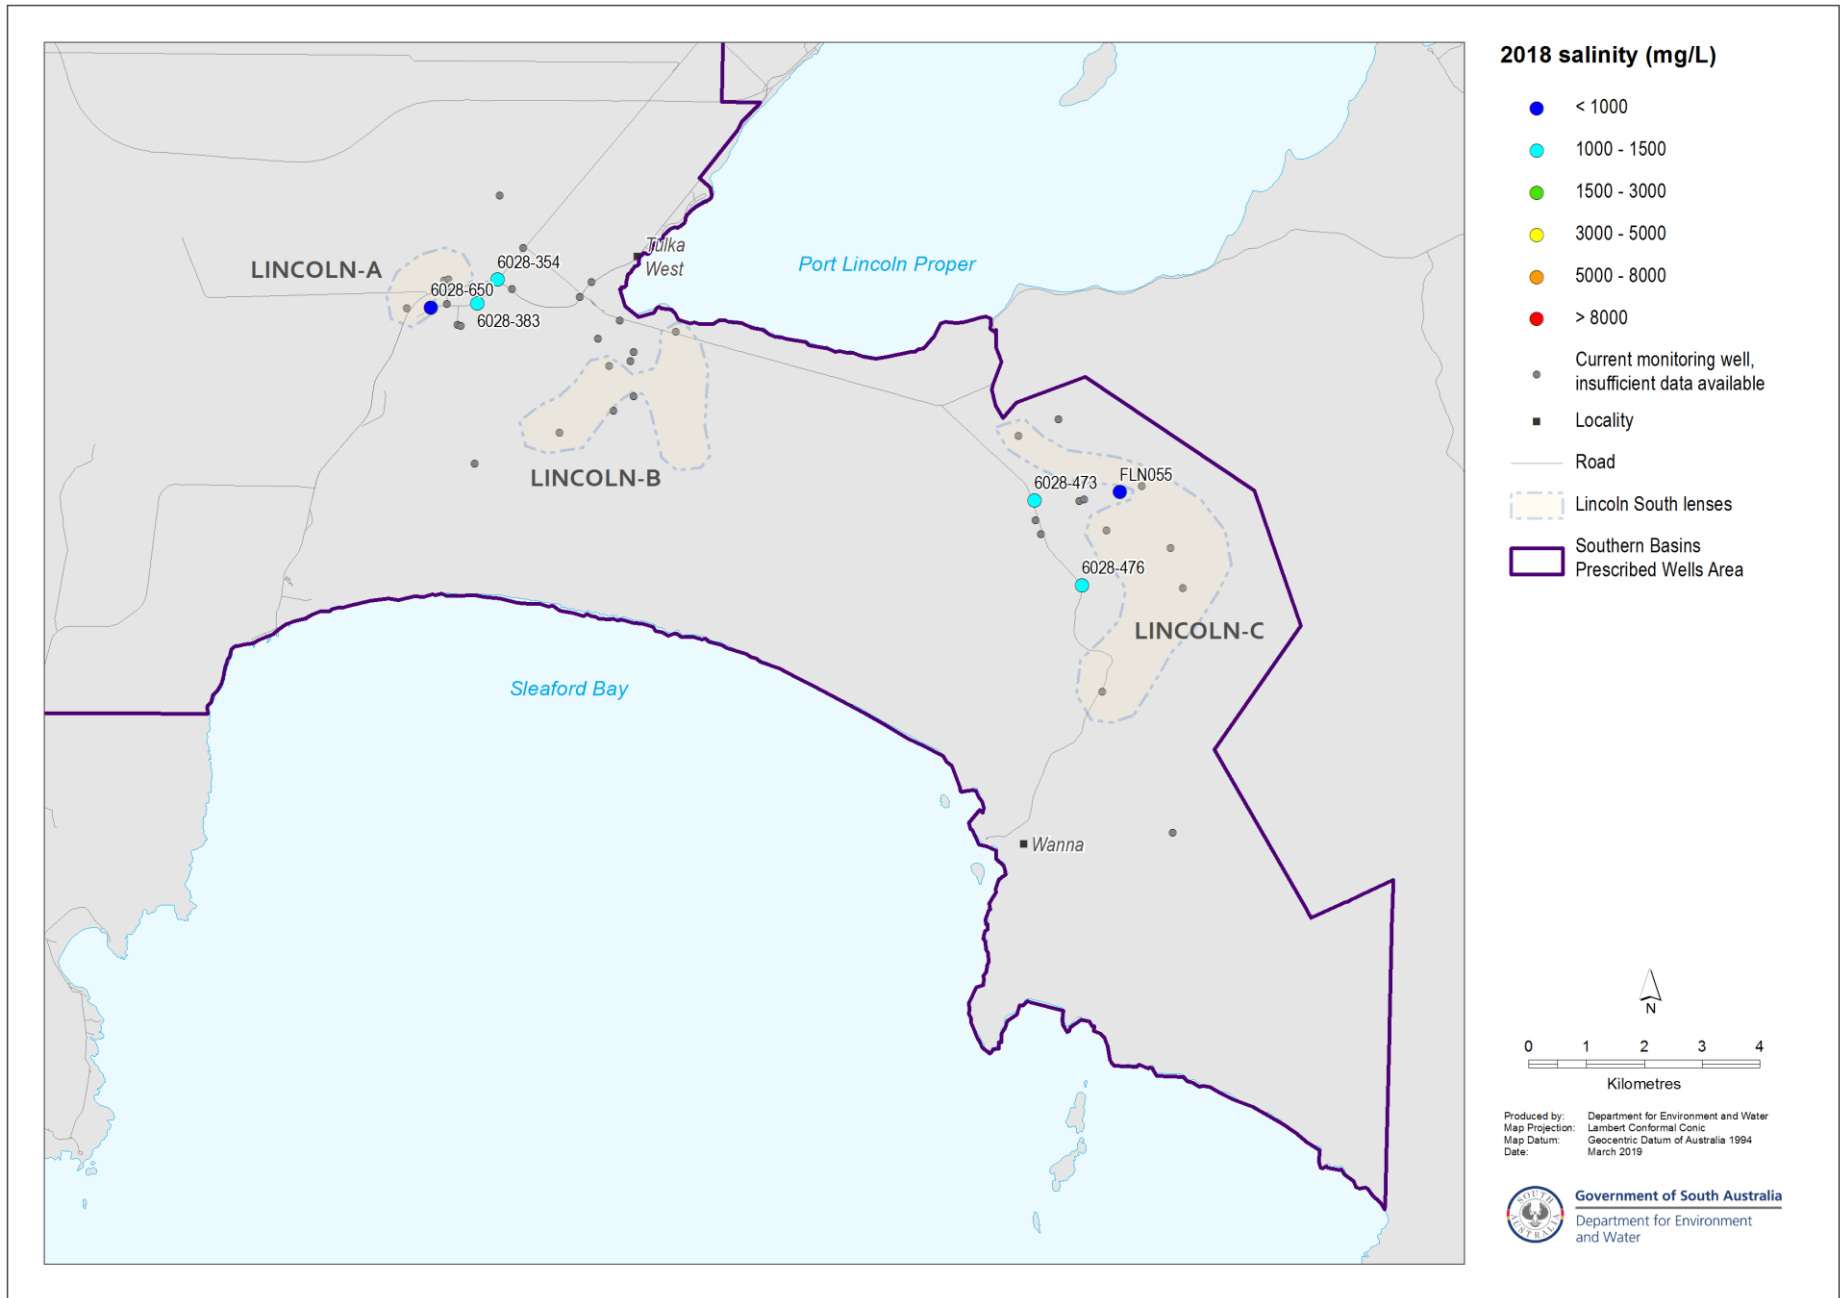 2018 salinity (mg/L)
< 1000
1000 - 1500
1500 - 3000
3000 - 5000
5000 - 8000
> 8000
Current monitoring well,
insufficient data available
Locality
Road
Lincoln South lenses
Southern Basins
Prescribed Wells Area
Tulka
West
Port Lincoln Proper
LINCOLN-A
6028-354
6028-650
6028-383
LINCOLN-B
6028-473
FLN055
6028-476
LINCOLN-C
Sleaford Bay
Wanna
N
0 1 2 3 4
Kilometres
Produced by: Department for Environment and Water
Map Projection: Lambert Conformal Conic
Map Datum: Geocentric Datum of Australia 1994
Date: March 2019
SOUTH
AUSTRALIA
Government of South Australia
Department for Environment
and Water